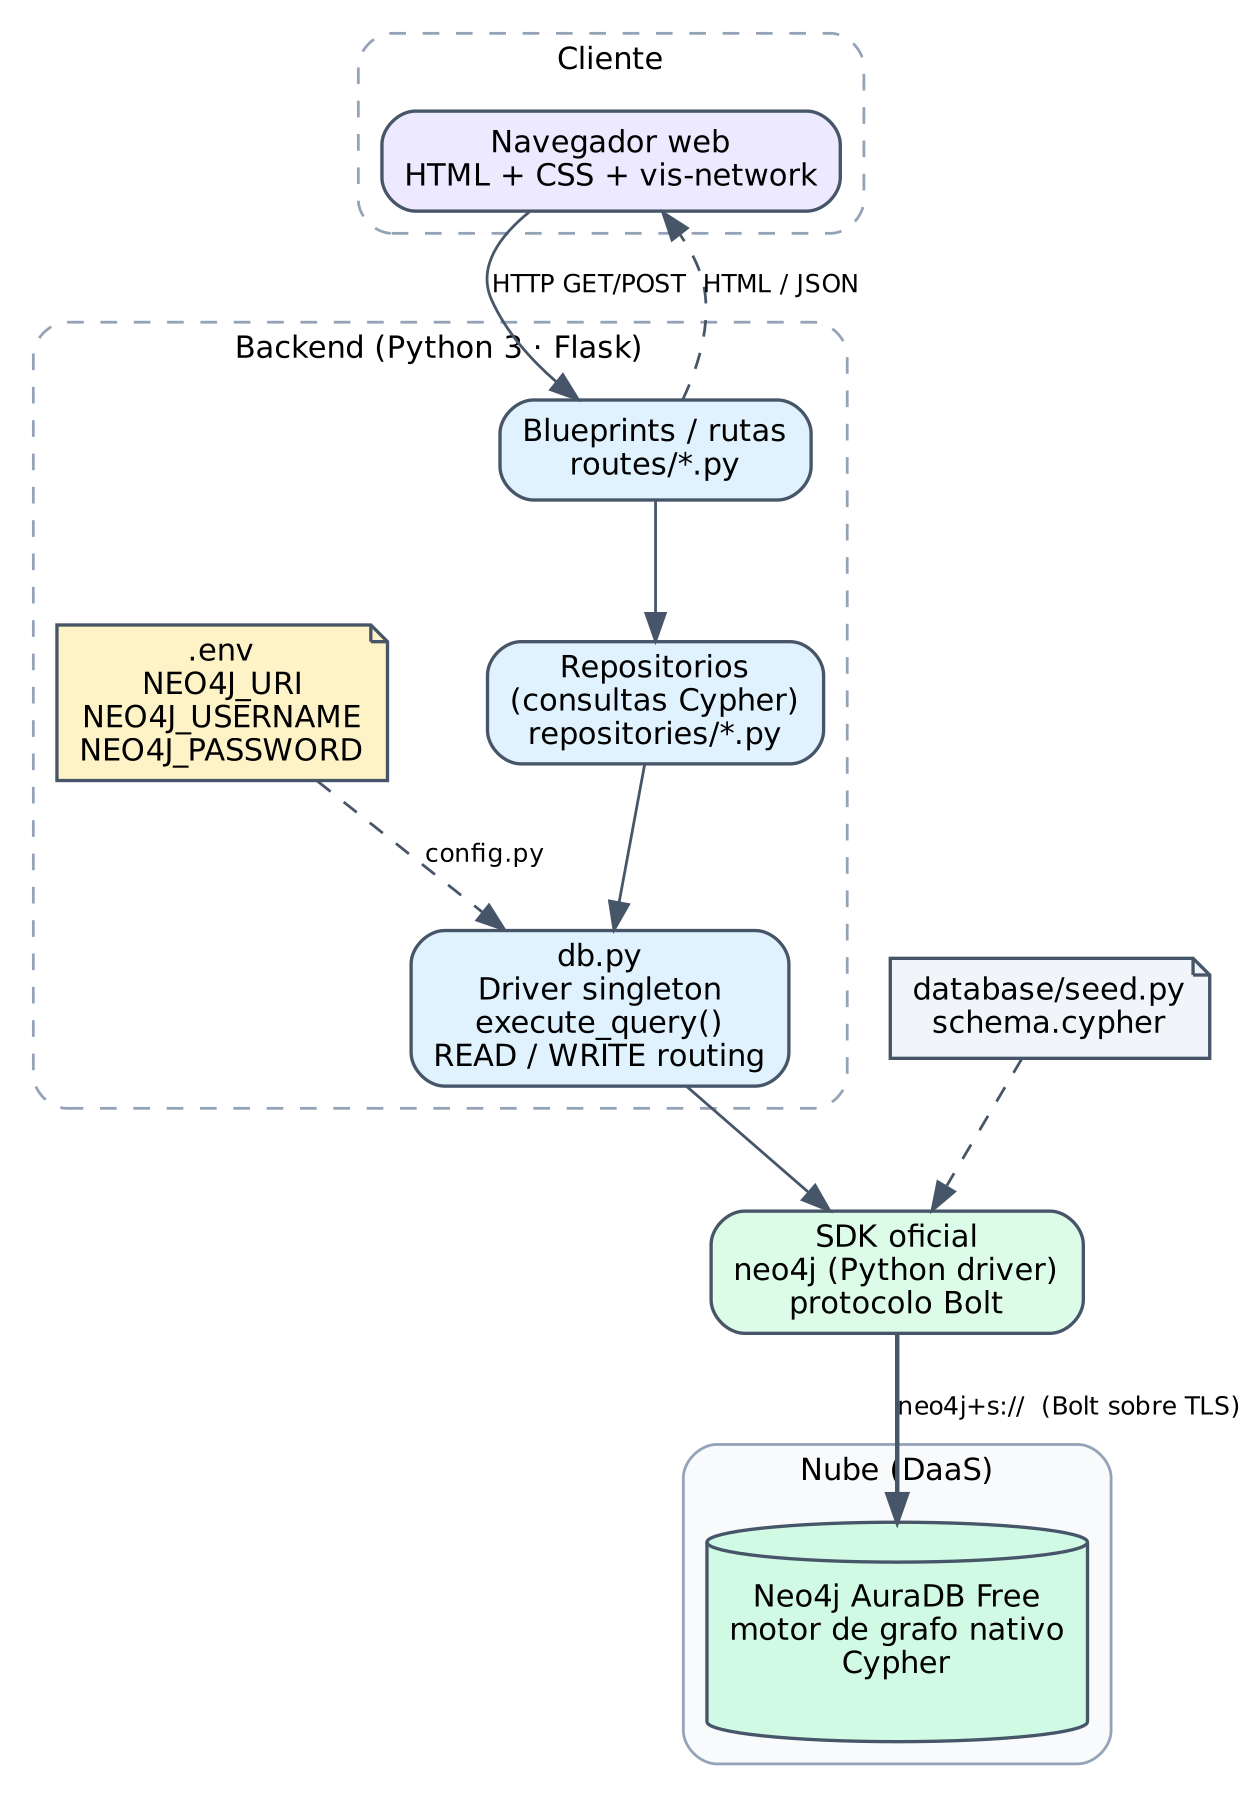 Cliente
Navegador web
HTML + CSS + vis-network
HTTP GET/POST
HTML / JSON
Backend (Python 3 · Flask)
Blueprints / rutas
routes/*.py
.env
NEO4J_URI
NEO4J_USERNAME
NEO4J_PASSWORD
Repositorios
(consultas Cypher)
repositories/*.py
config.py
db.py
Driver singleton
execute_query()
READ / WRITE routing
database/seed.py
schema.cypher
SDK oficial
neo4j (Python driver)
protocolo Bolt
neo4j+s://  (Bolt sobre TLS)
Nube (DaaS)
Neo4j AuraDB Free
motor de grafo nativo
Cypher